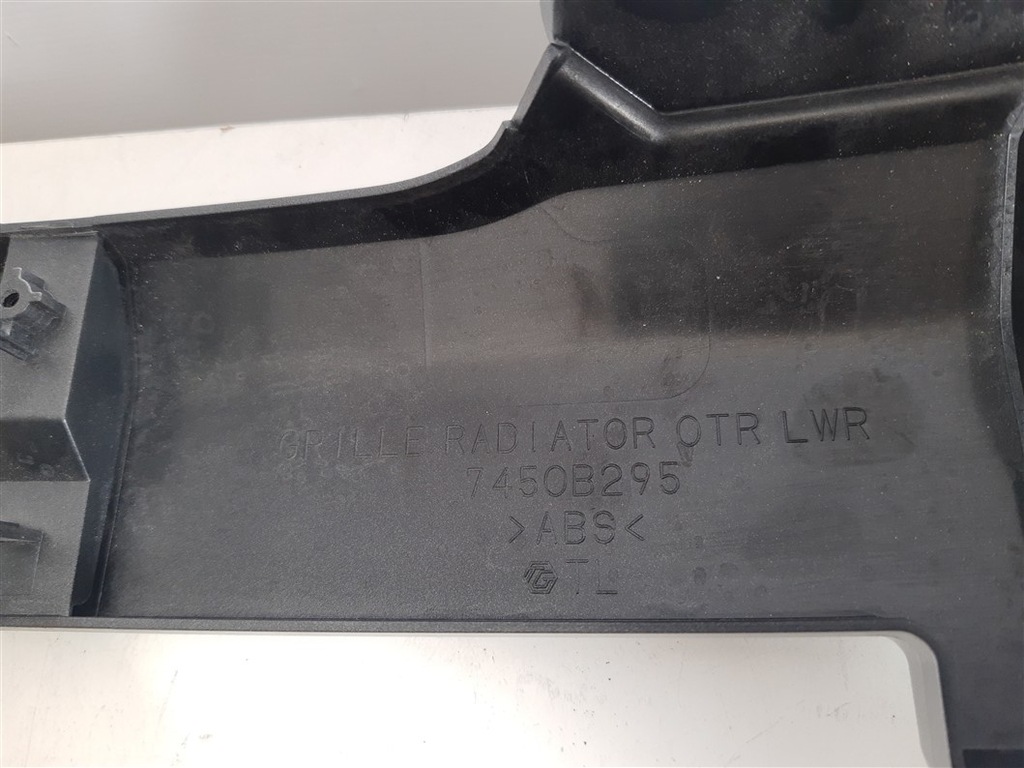 GRILLE RADIATOR OTR LWR
7450B295
>ABS<
TL